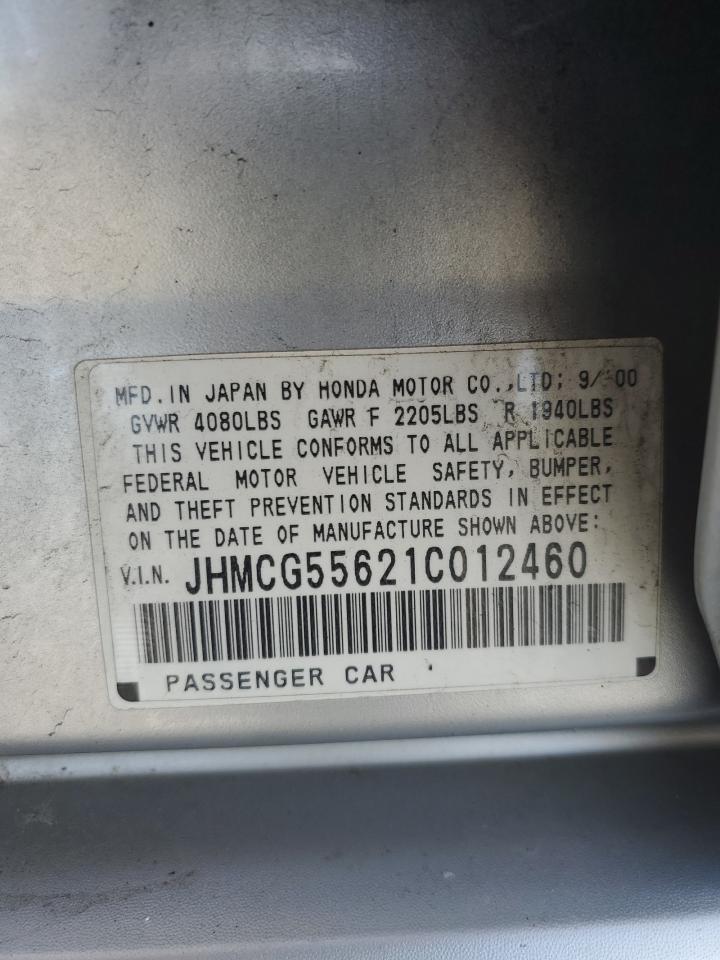 MFD. IN JAPAN BY HONDA MOTOR CO., LTD; 9/ 00
GVWR 4080LBS GAWR F 2205LBS R 1940LBS
THIS VEHICLE CONFORMS TO ALL APPLICABLE
FEDERAL MOTOR VEHICLE SAFETY, BUMPER,
AND THEFT PREVENTION STANDARDS IN EFFECT
ON THE DATE OF MANUFACTURE SHOWN ABOVE:
V.I.N. JHMCG55621C012460
PASSENGER CAR